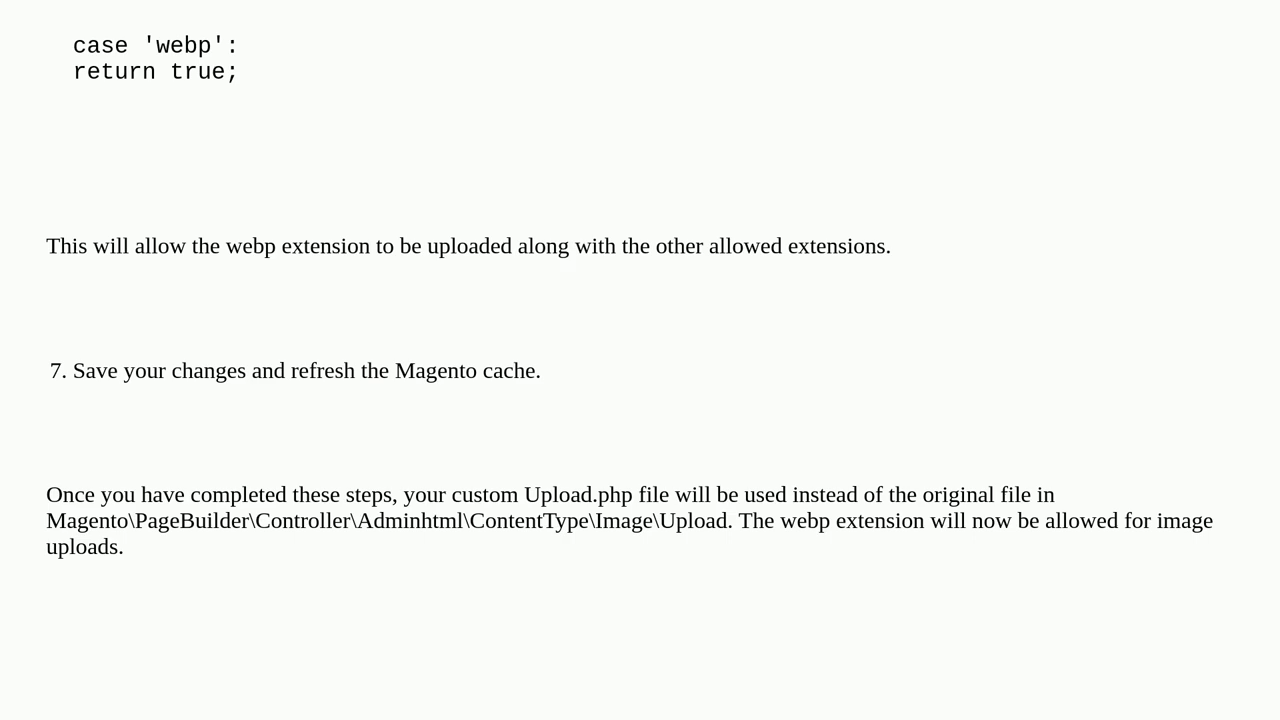 case 'webp':
return true;
This will allow the webp extension to be uploaded along with the other allowed extensions.
7. Save your changes and refresh the Magento cache.
Once you have completed these steps, your custom Upload.php file will be used instead of the original file in
Magento\PageBuilder\Controller\Adminhtml\ContentType\Image\Upload. The webp extension will now be allowed for image
uploads.